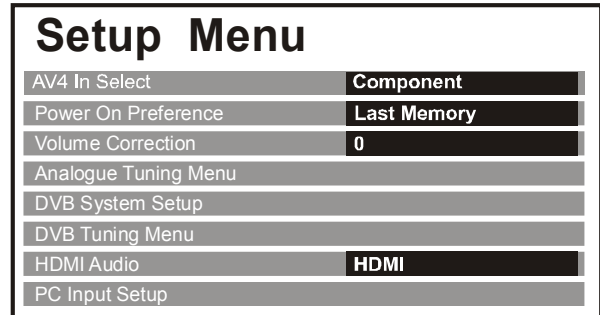 Setup Menu
AV4 In Select Component
Power On Preference Last Memory
Volume Correction 0
Analogue Tuning Menu
DVB System Setup
DVB Tuning Menu
HDMI Audio HDMI
PC Input Setup